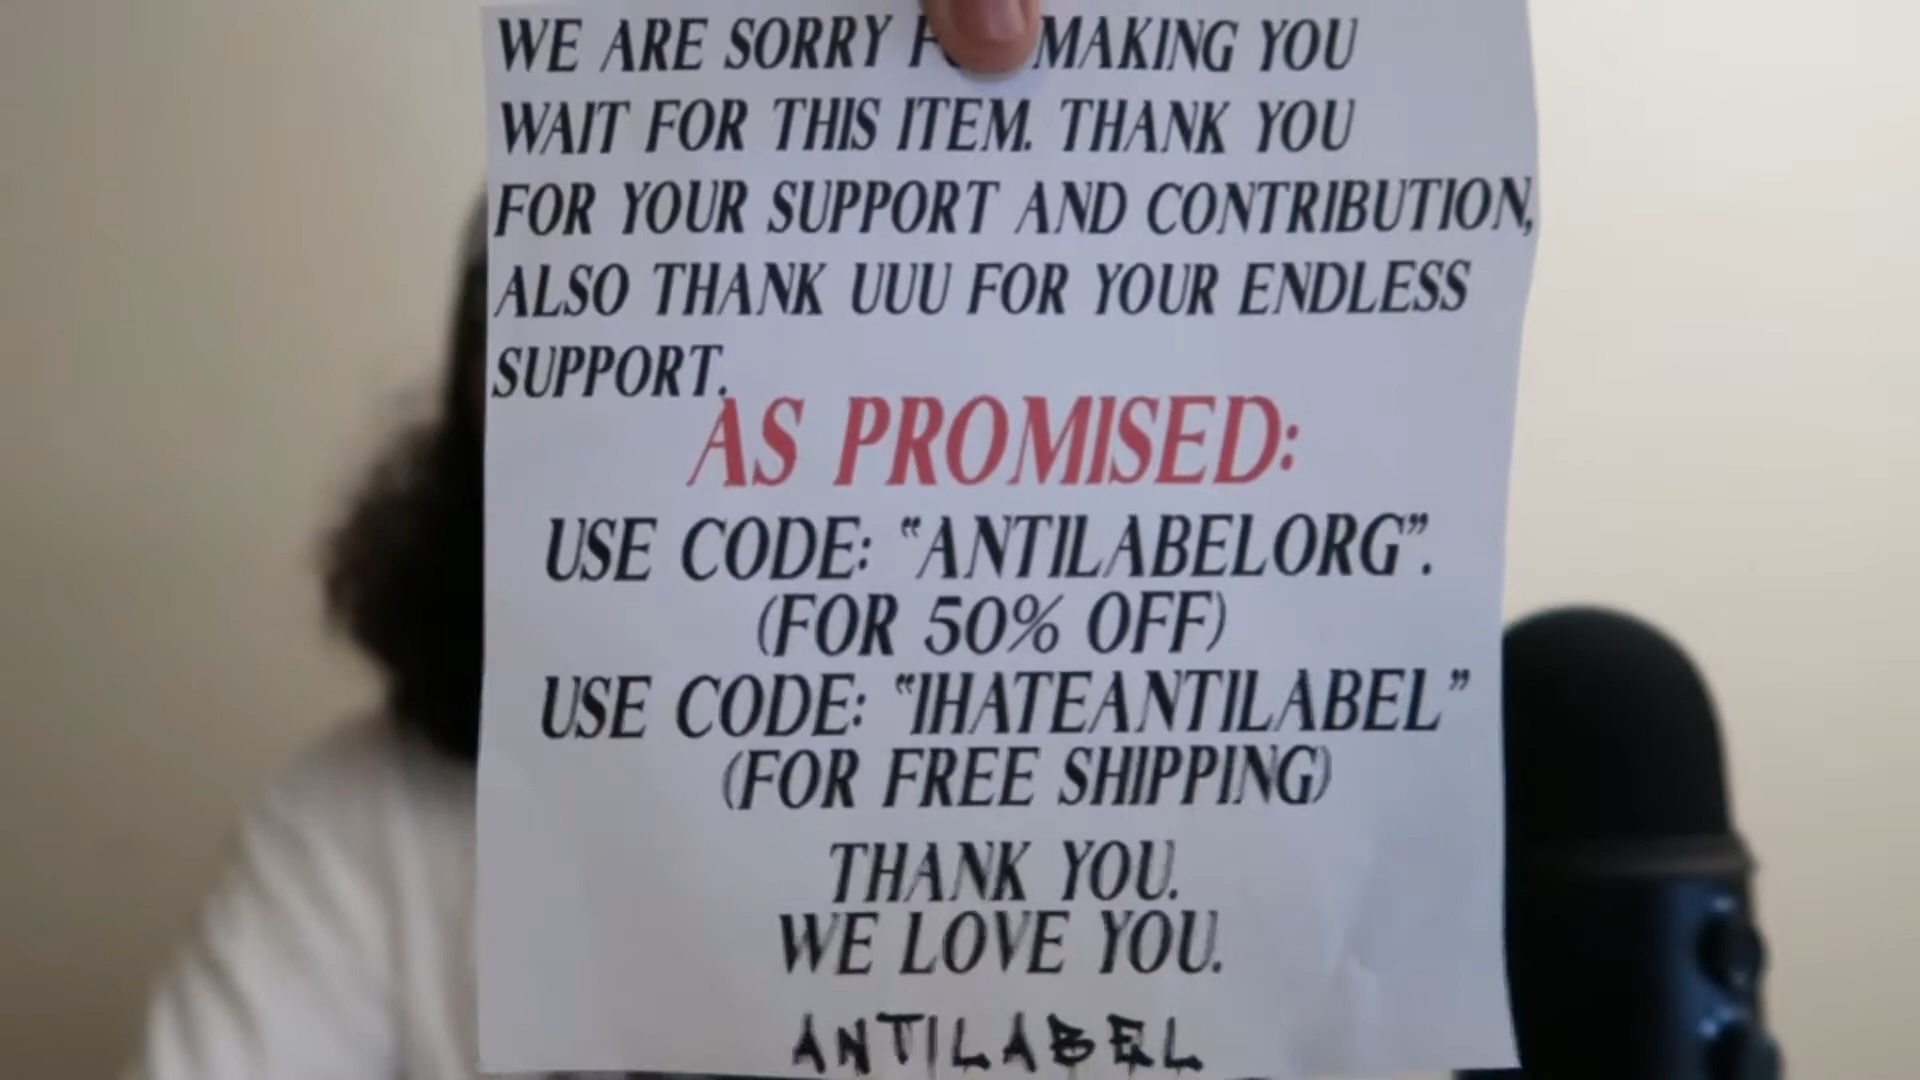 WE ARE SORRY MAKING YOU
WAIT FOR THIS ITEM. THANK YOU
FOR YOUR SUPPORT AND CONTRIBUTION,
ALSO THANK UUU FOR YOUR ENDLESS
SUPPORT.
AS PROMISED:
USE CODE: “ANTILABELORG”.
(FOR 50% OFF)
USE CODE: “IHATEANTILABEL”
(FOR FREE SHIPPING)
THANK YOU.
WE LOVE YOU.
ANTILABEL